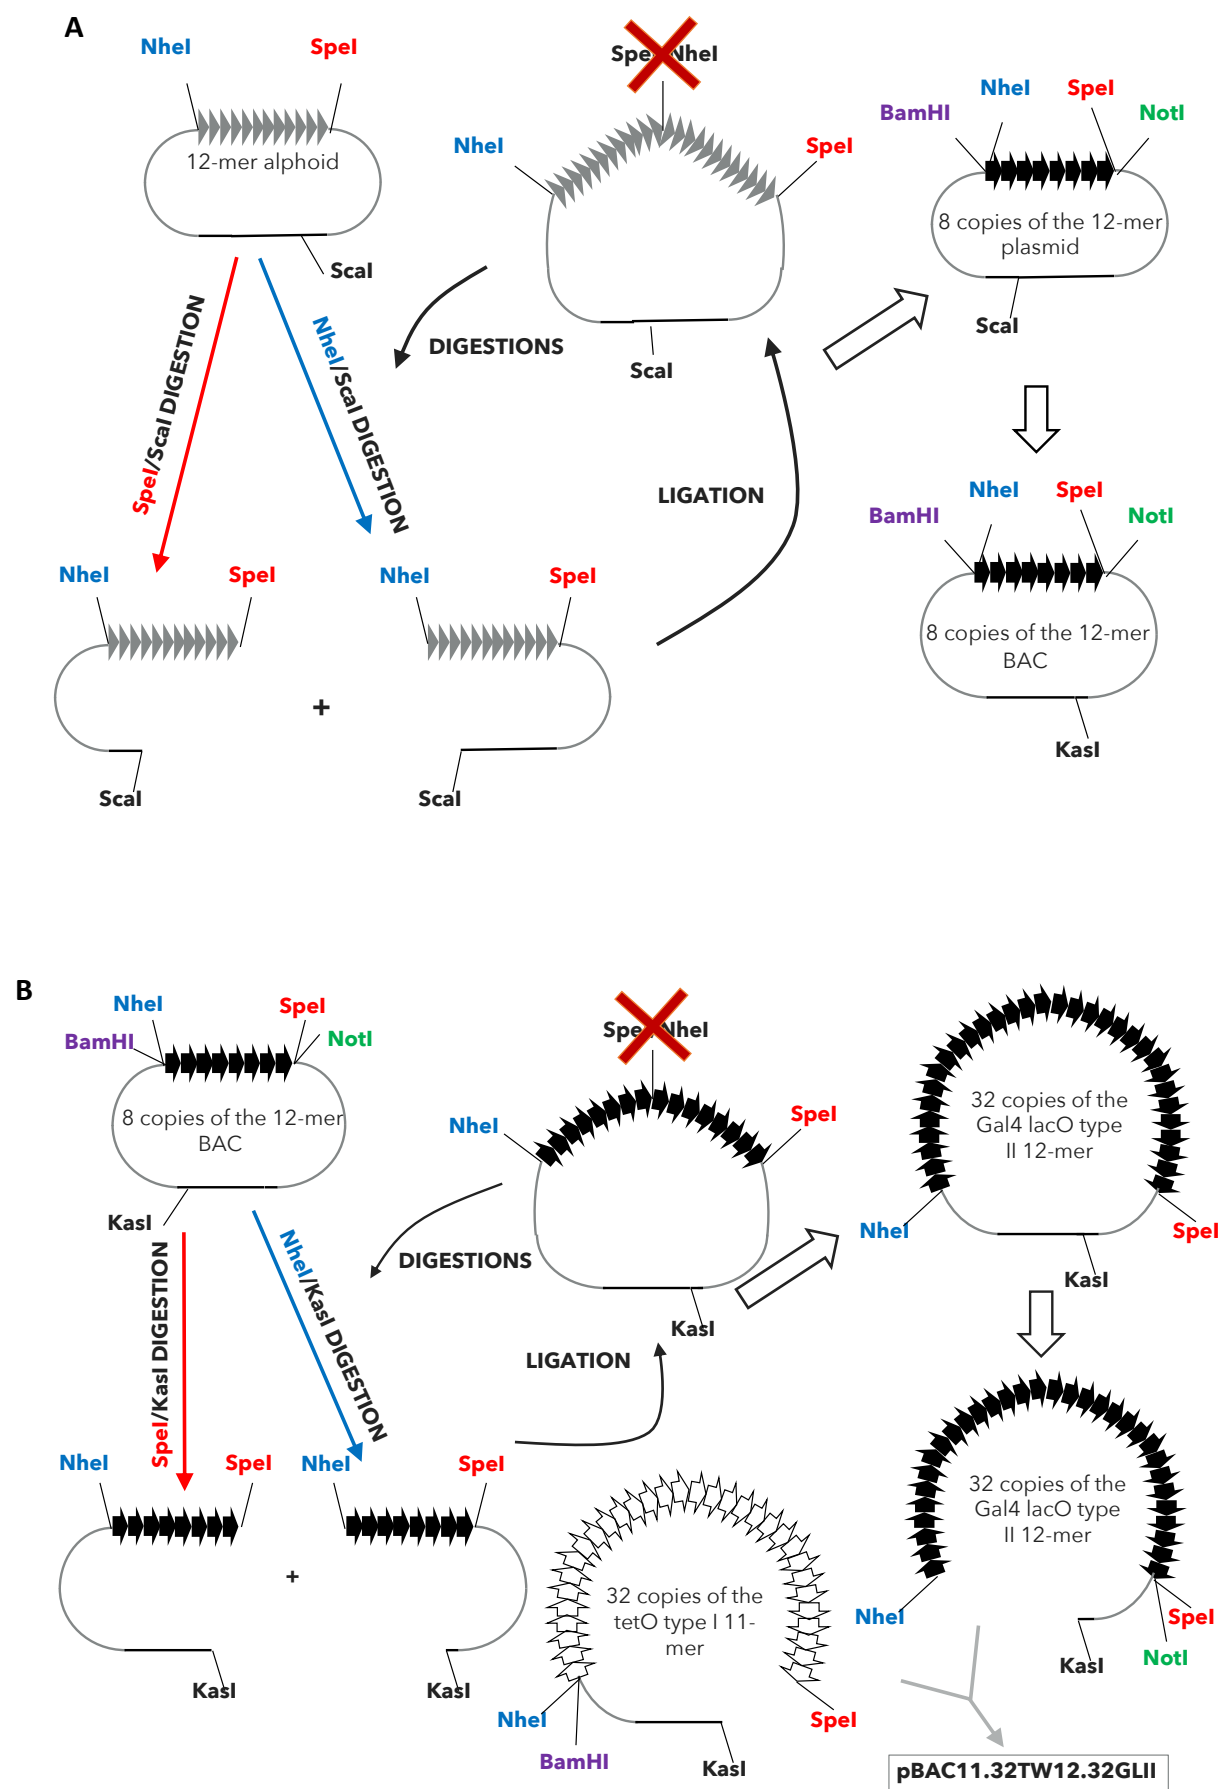 A
NheI
SpeI
12-mer alphoid
ScaI
SpeI/ScaI DIGESTION
NheI/ScaI DIGESTION
NheI
SpeI
ScaI
+
NheI
SpeI
ScaI
DIGESTIONS
LIGATION
NheI
SpeI
ScaI
NheI
SpeI
BamHI
NotI
8 copies of the 12-mer
plasmid
ScaI
NheI
SpeI
BamHI
NotI
8 copies of the 12-mer
BAC
KasI
B
NheI
SpeI
BamHI
NotI
8 copies of the 12-mer
BAC
KasI
SpeI/KasI DIGESTION
NheI/KasI DIGESTION
NheI
SpeI
KasI
+
NheI
SpeI
KasI
DIGESTIONS
LIGATION
NheI
SpeI
KasI
32 copies of the
Gal4 lacO type
II 12-mer
NheI
SpeI
KasI
32 copies of the
Gal4 lacO type
II 12-mer
NheI
SpeI
KasI
NotI
32 copies of the
tetO type I 11-
mer
NheI
SpeI
BamHI
KasI
pBAC11.32TW12.32GLII